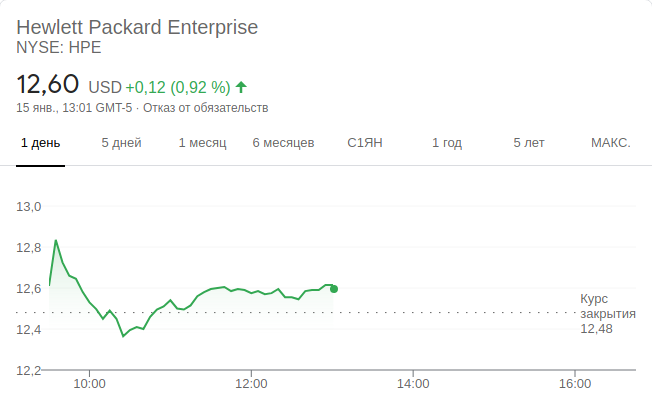 Hewlett Packard Enterprise
NYSE: HPE
12,60 USD +0,12 (0,92 %)
15 янв., 13:01 GMT-5 · Отказ от обязательств
1 день 5 дней 1 месяц 6 месяцев С1ЯН 1 год 5 лет МАКС.
13,0
12,8
12,6
Курс
закрытия
12,48
12,4
12,2
10:00 12:00 14:00 16:00